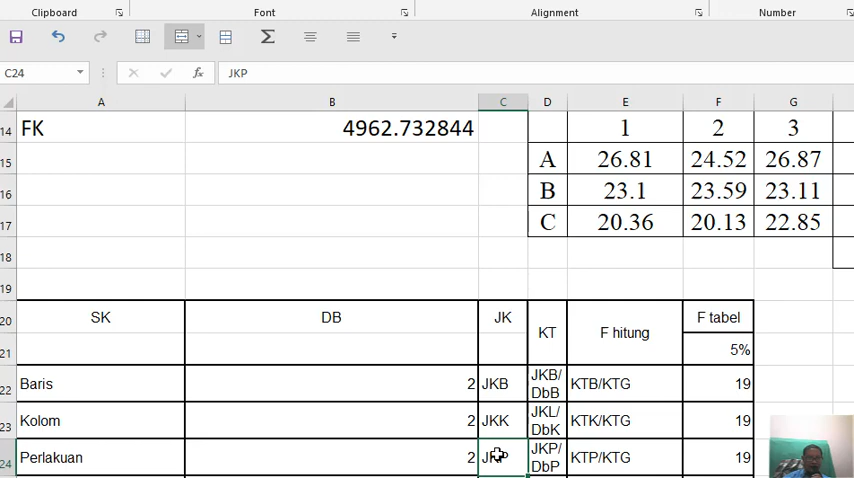 Clipboard Font Alignment Number
C24 fx JKP
A B C D E F G
14 FK 4962.732844 1 2 3
15 A 26.81 24.52 26.87
16 B 23.1 23.59 23.11
17 C 20.36 20.13 22.85
18
19
20 SK DB JK KT F hitung F tabel
21 5%
22 Baris 2 JKB JKB/ KTB/KTG 19
DbB
23 Kolom 2 JKK JKL/ KTK/KTG 19
DbK
24 Perlakuan 2 JKP JKP/ KTP/KTG 19
DbP